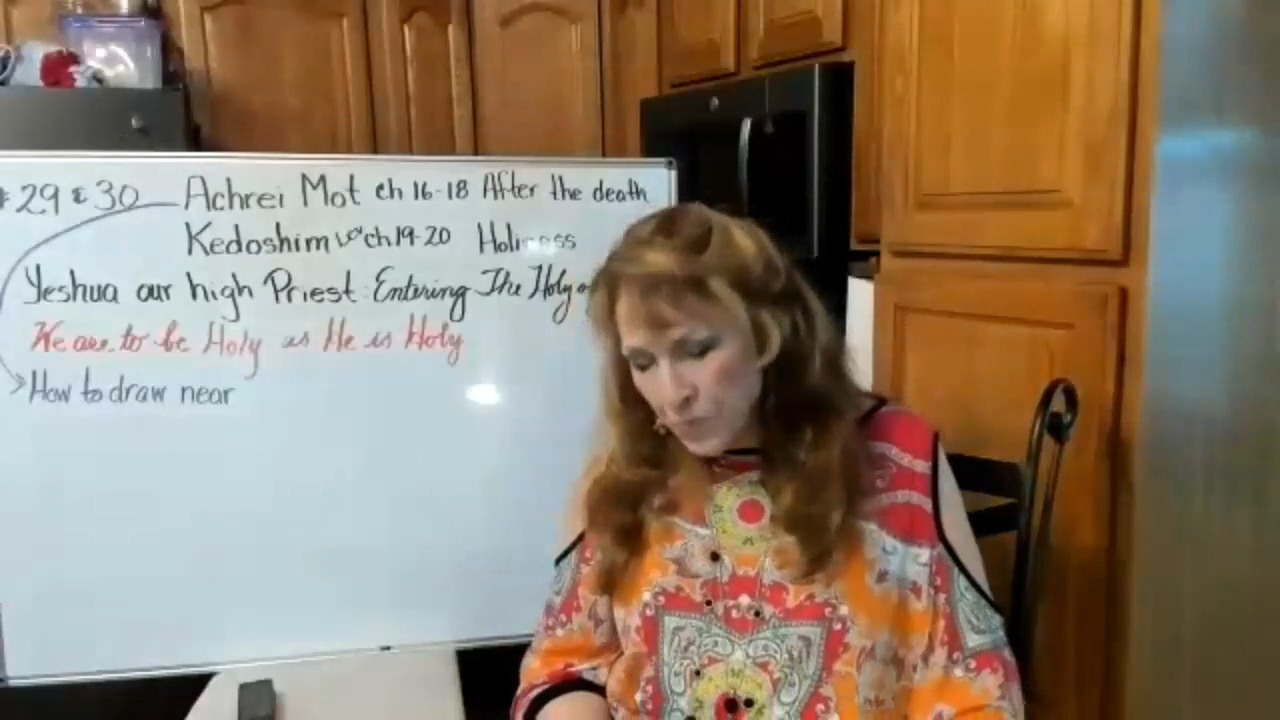 # 29 & 30 Achrei Mot ch 16-18 After the death
Kedoshim ch 19-20 Holiness
Yeshua our high Priest: Entering The Holy
We are to be Holy as He is Holy
How to draw near